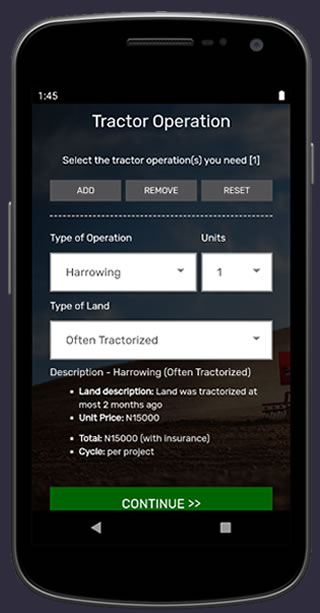 1:45
Tractor Operation
Select the tractor operation(s) you need [1]
ADD REMOVE RESET
Type of Operation Units
Harrowing 1
Type of Land
Often Tractorized
Description - Harrowing (Often Tractorized)
• Land description: Land was tractorized at
most 2 months ago
• Unit Price: N15000
• Total: N15000 (with insurance)
• Cycle: per project
CONTINUE >>